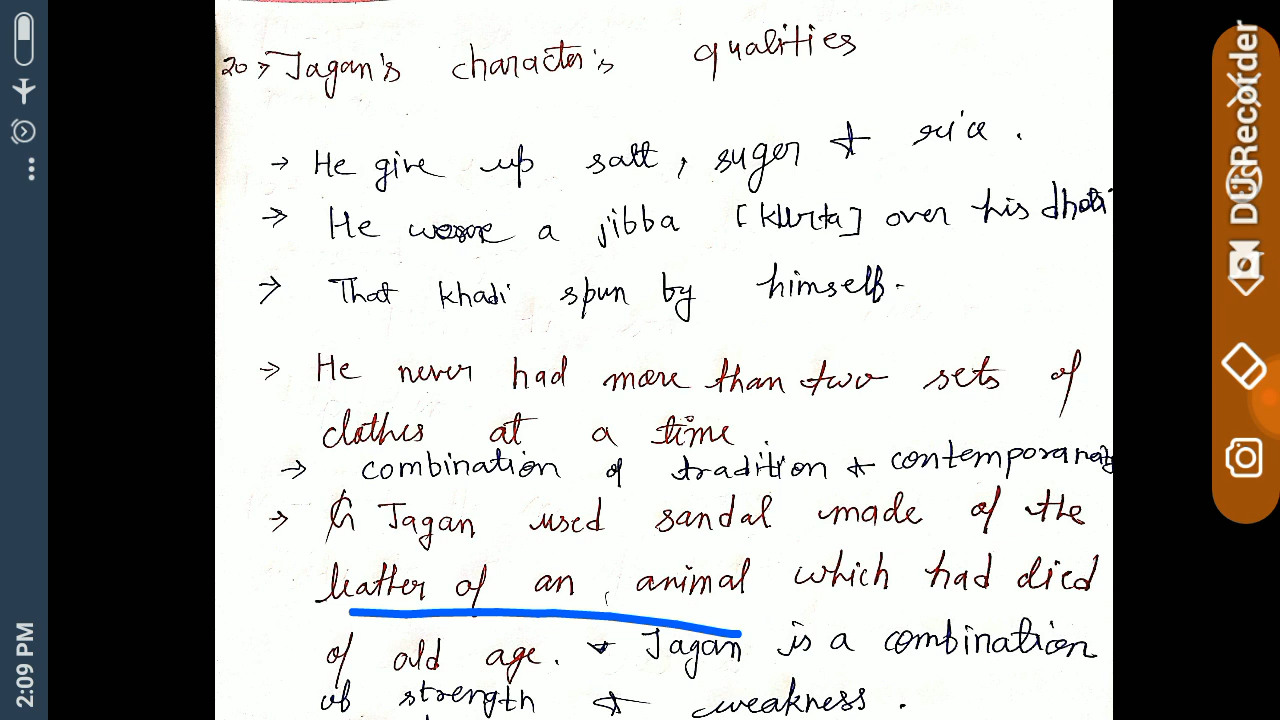 20 > Jagan's character's qualities
→ He give up salt, suger & rice.
→ He wore a jibba [kurta] over his dhoti
→ That khadi spun by himself.
→ He never had more than two sets of
clothes at a time.
→ combination of tradition & contemporary
→ Jagan used sandal made of the
leatter of an animal which had died
of old age. Jagan is a combination
of strength & weakness.
2:09 PM
DU Recorder